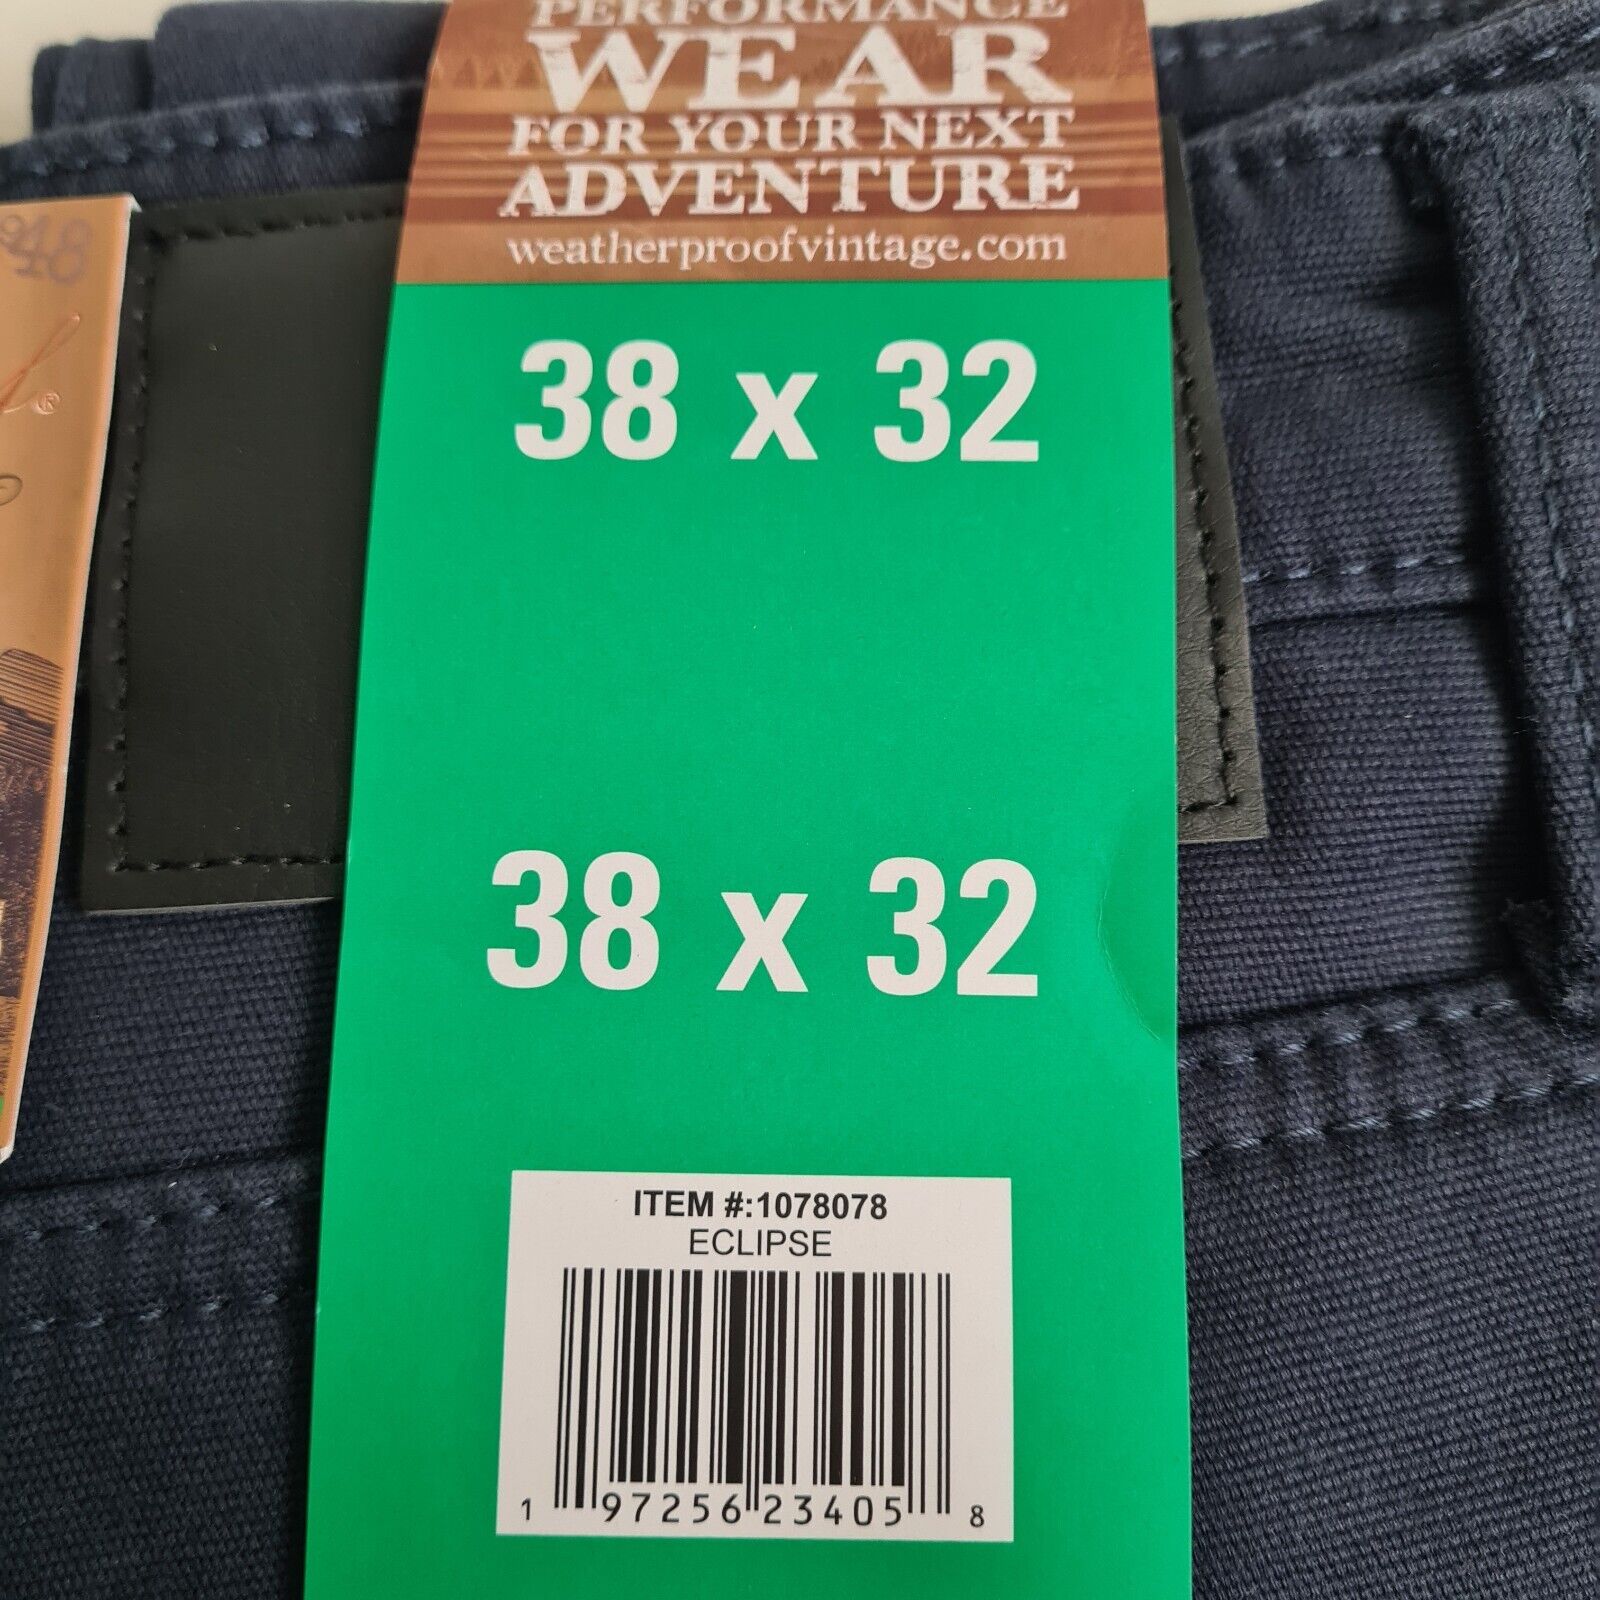 PERFORMANCE
WEAR
FOR YOUR NEXT
ADVENTURE
weatherproofvintage.com
948
®
38 x 32
38 x 32
ITEM #:1078078
ECLIPSE
1 97256 23405 8